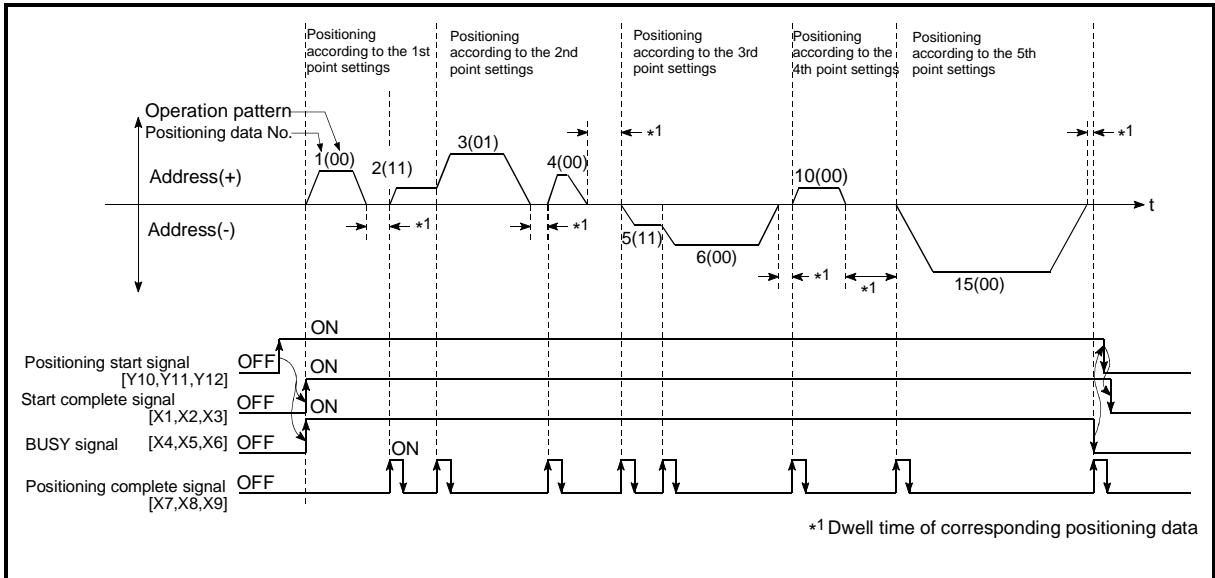 Positioning
according to the 1st
point settings
Positioning
according to the 2nd
point settings
Positioning
according to the 3rd
point settings
Positioning
according to the
4th point settings
Positioning
according to the 5th
point settings
Operation pattern
Positioning data No.
1(00)
2(11)
3(01)
4(00)
*1
10(00)
*1
Address(+)
t
Address(-)
*1
*1
5(11)
6(00)
*1
*1
15(00)
ON
Positioning start signal
[Y10,Y11,Y12]
OFF
ON
Start complete signal
[X1,X2,X3]
OFF
ON
BUSY signal [X4,X5,X6] OFF
ON
Positioning complete signal
[X7,X8,X9]
OFF
*1 Dwell time of corresponding positioning data